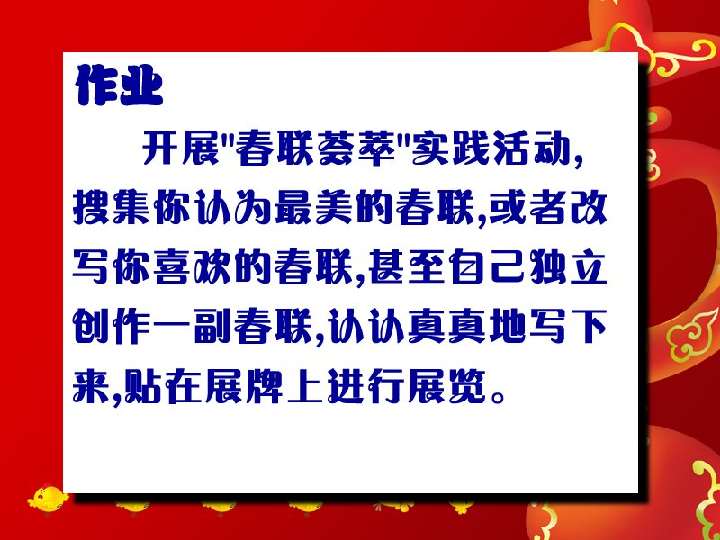 作业
开展"春联荟萃"实践活动,
搜集你认为最美的春联,或者改
写你喜欢的春联,甚至自己独立
创作一副春联,认认真真地写下
来,贴在展牌上进行展览。